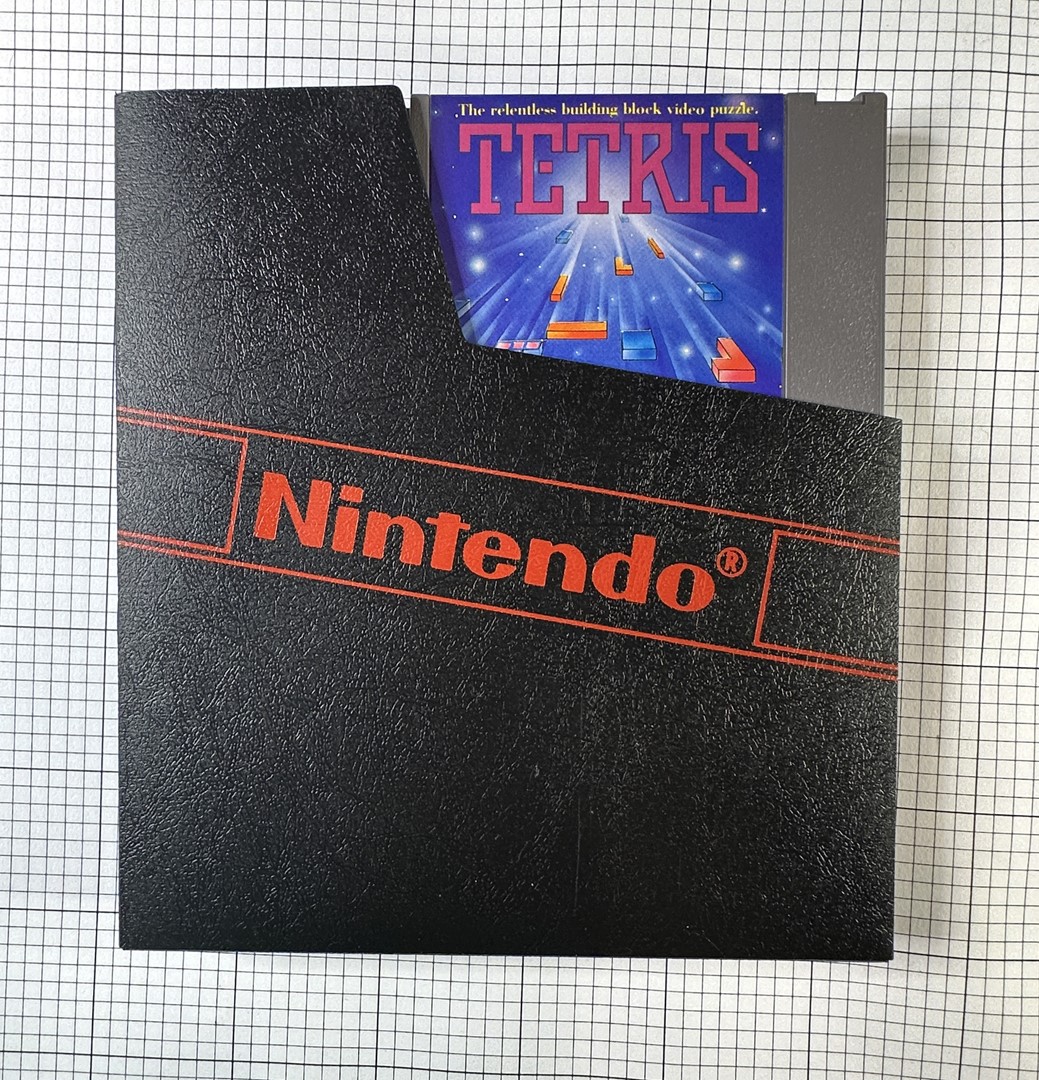 The relentless building block video puzzle.
TETRIS
Nintendo®